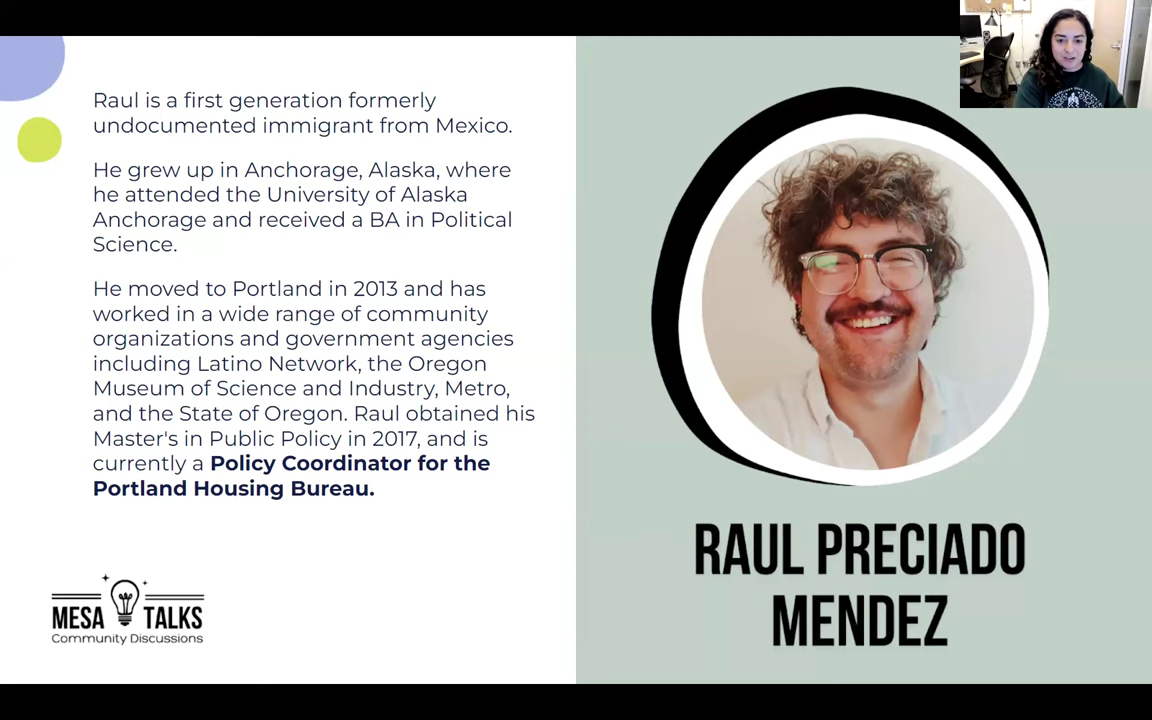 Raul is a first generation formerly
undocumented immigrant from Mexico.
He grew up in Anchorage, Alaska, where
he attended the University of Alaska
Anchorage and received a BA in Political
Science.
He moved to Portland in 2013 and has
worked in a wide range of community
organizations and government agencies
including Latino Network, the Oregon
Museum of Science and Industry, Metro,
and the State of Oregon. Raul obtained his
Master's in Public Policy in 2017, and is
currently a Policy Coordinator for the
Portland Housing Bureau.
MESA TALKS
Community Discussions
RAUL PRECIADO
MENDEZ